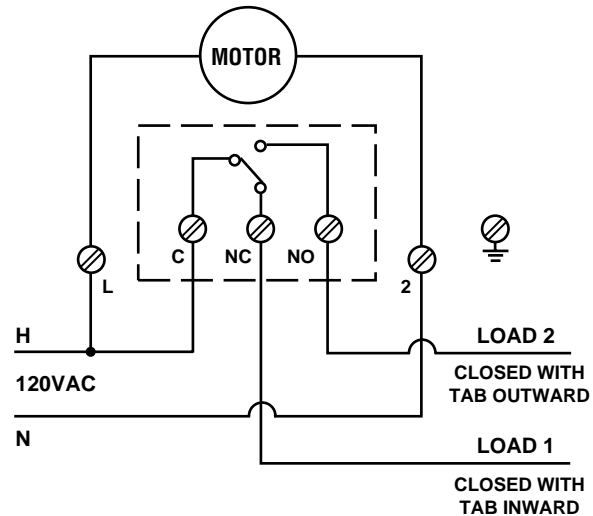 MOTOR
C
NC
NO
L
2
H
LOAD 2
120VAC
CLOSED WITH
TAB OUTWARD
N
LOAD 1
CLOSED WITH
TAB INWARD